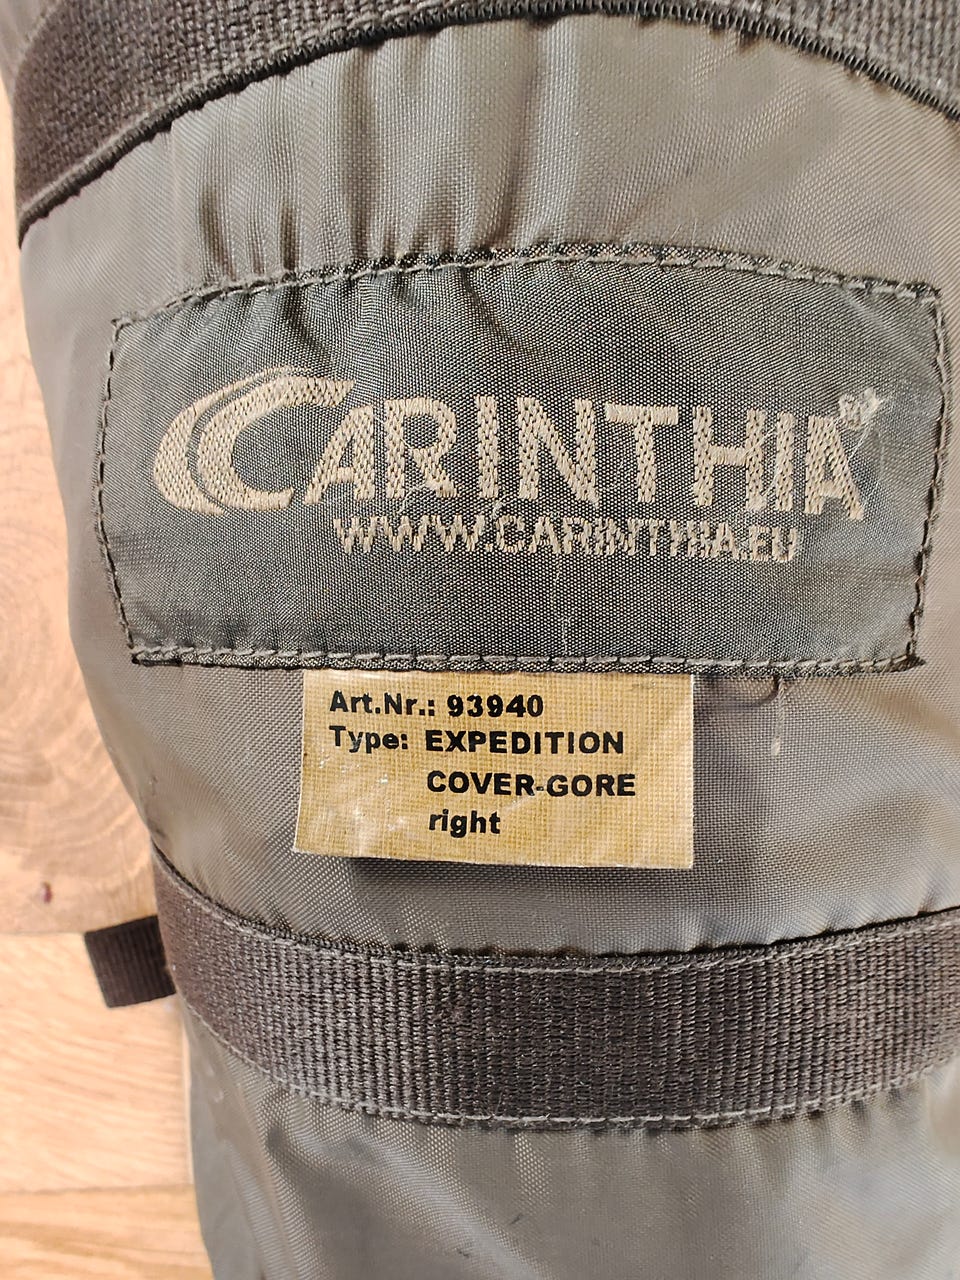 CARINTHIA
WWW.CARINTHIA.EU
Art.Nr.: 93940
Type: EXPEDITION
COVER-GORE
right